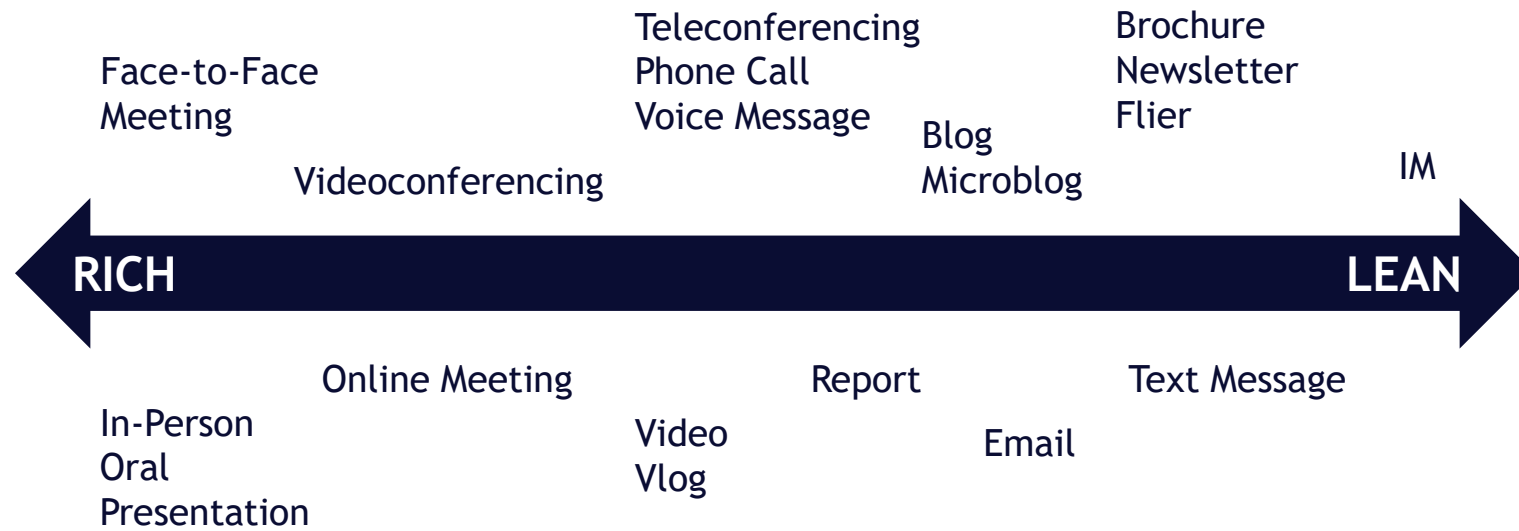 Face-to-Face
Meeting
Videoconferencing
Teleconferencing
Phone Call
Voice Message
Blog
Microblog
Brochure
Newsletter
Flier
IM
RICH
LEAN
In-Person
Oral
Presentation
Online Meeting
Video
Vlog
Report
Email
Text Message